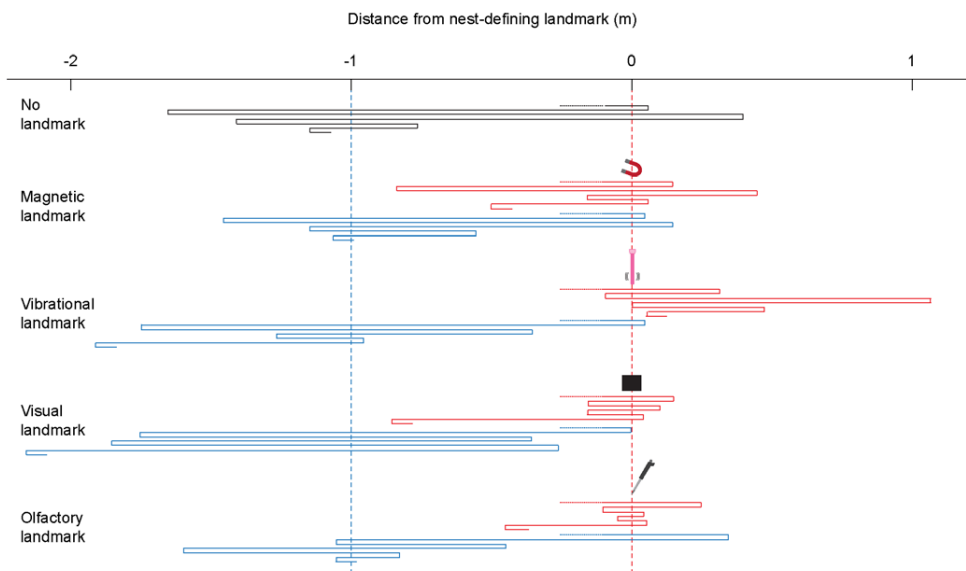 Distance from nest-defining landmark (m)
-2 -1 0 1
No
landmark
Magnetic
landmark
Vibrational
landmark
Visual
landmark
Olfactory
landmark